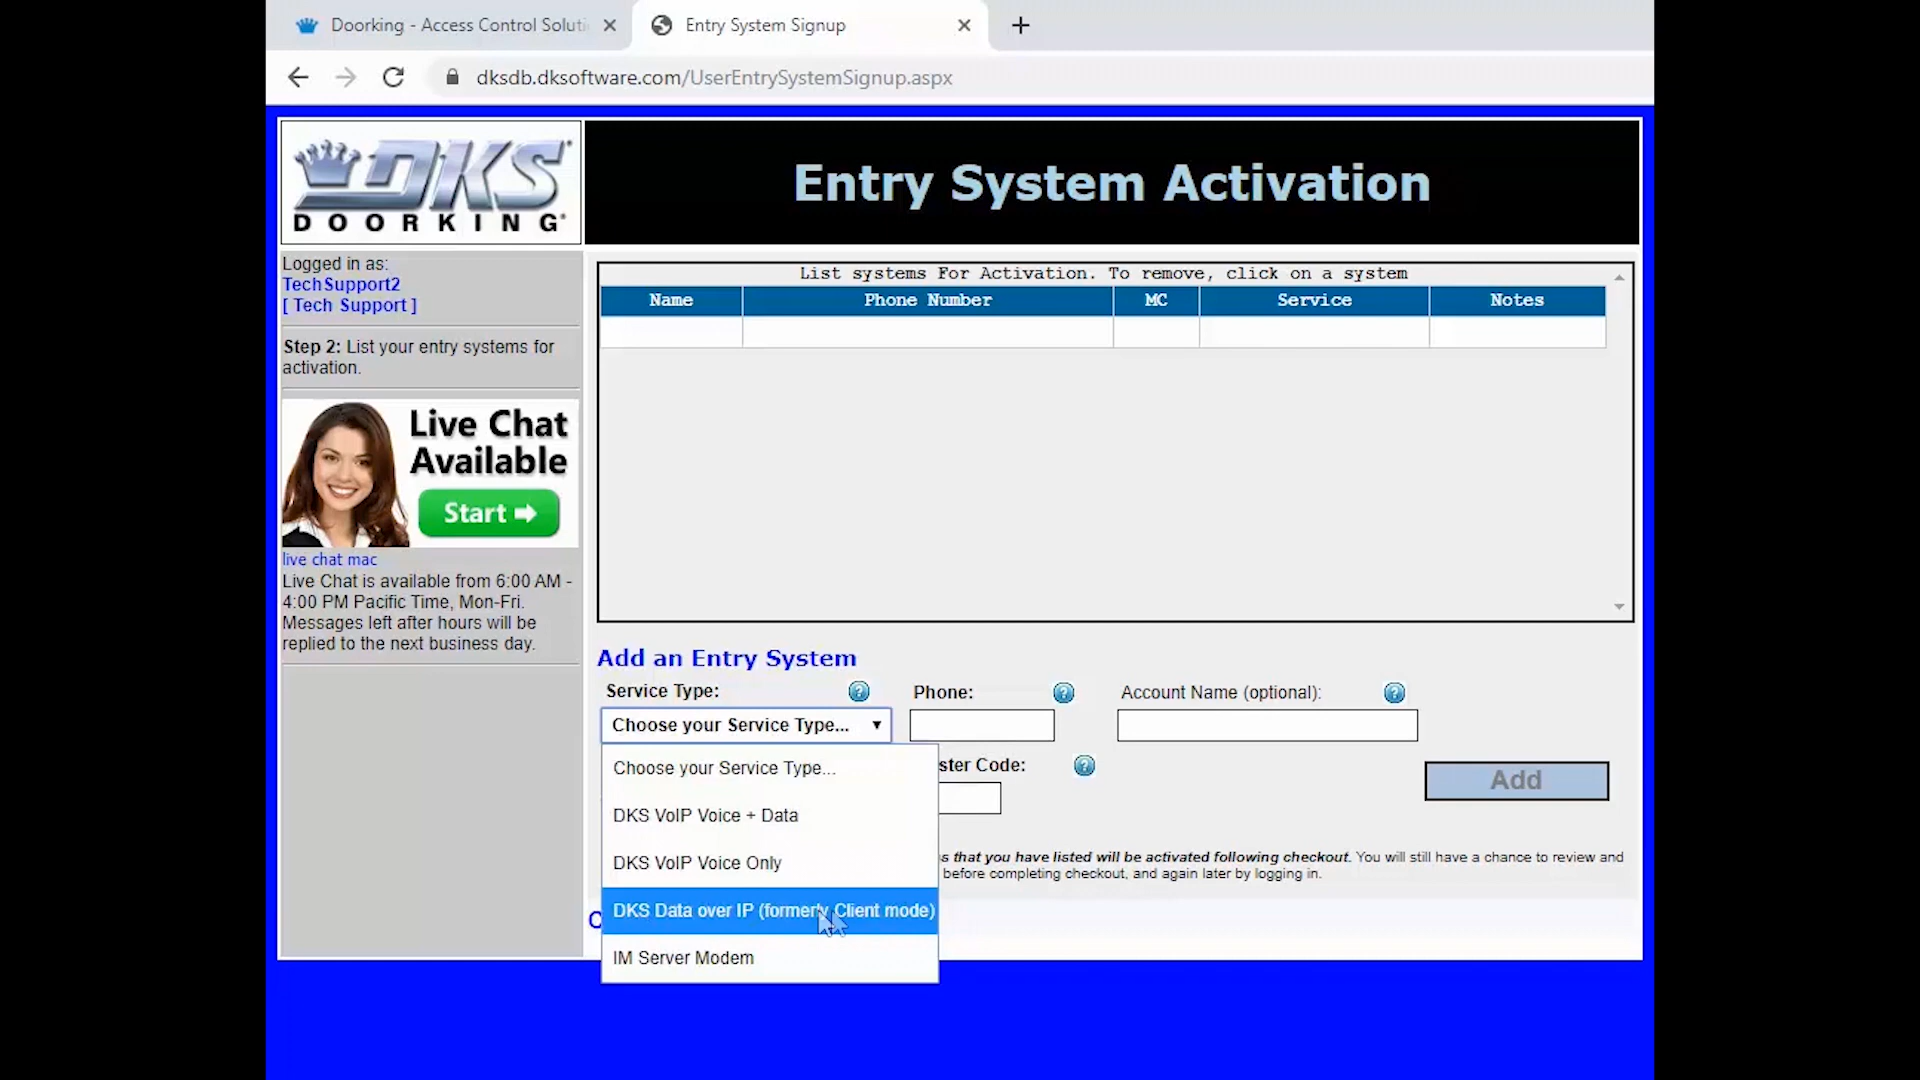 Doorking - Access Control Soluti
Entry System Signup
dksdb.dksoftware.com/UserEntrySystemSignup.aspx
DKS
DOORKING®
Entry System Activation
Logged in as:
TechSupport2
[ Tech Support ]
Step 2: List your entry systems for
activation.
Live Chat
Available
Start
live chat mac
Live Chat is available from 6:00 AM -
4:00 PM Pacific Time, Mon-Fri.
Messages left after hours will be
replied to the next business day.
List systems For Activation. To remove, click on a system
Name Phone Number MC Service Notes
Add an Entry System
Service Type: Phone: Account Name (optional):
Choose your Service Type...
Choose your Service Type...
DKS VoIP Voice + Data
DKS VoIP Voice Only
DKS Data over IP (formerly Client mode)
IM Server Modem
ster Code:
Add
s that you have listed will be activated following checkout. You will still have a chance to review and
before completing checkout, and again later by logging in.